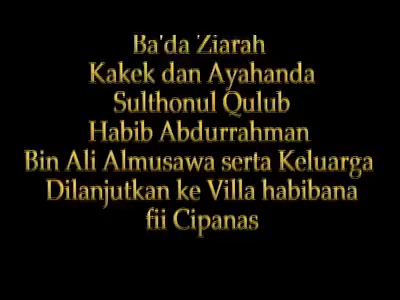 Ba'da Ziarah
Kakek dan Ayahanda
Sulthonul Qulub
Habib Abdurrahman
Bin Ali Almusawa serta Keluarga
Dilanjutkan ke Villa habibana
fii Cipanas